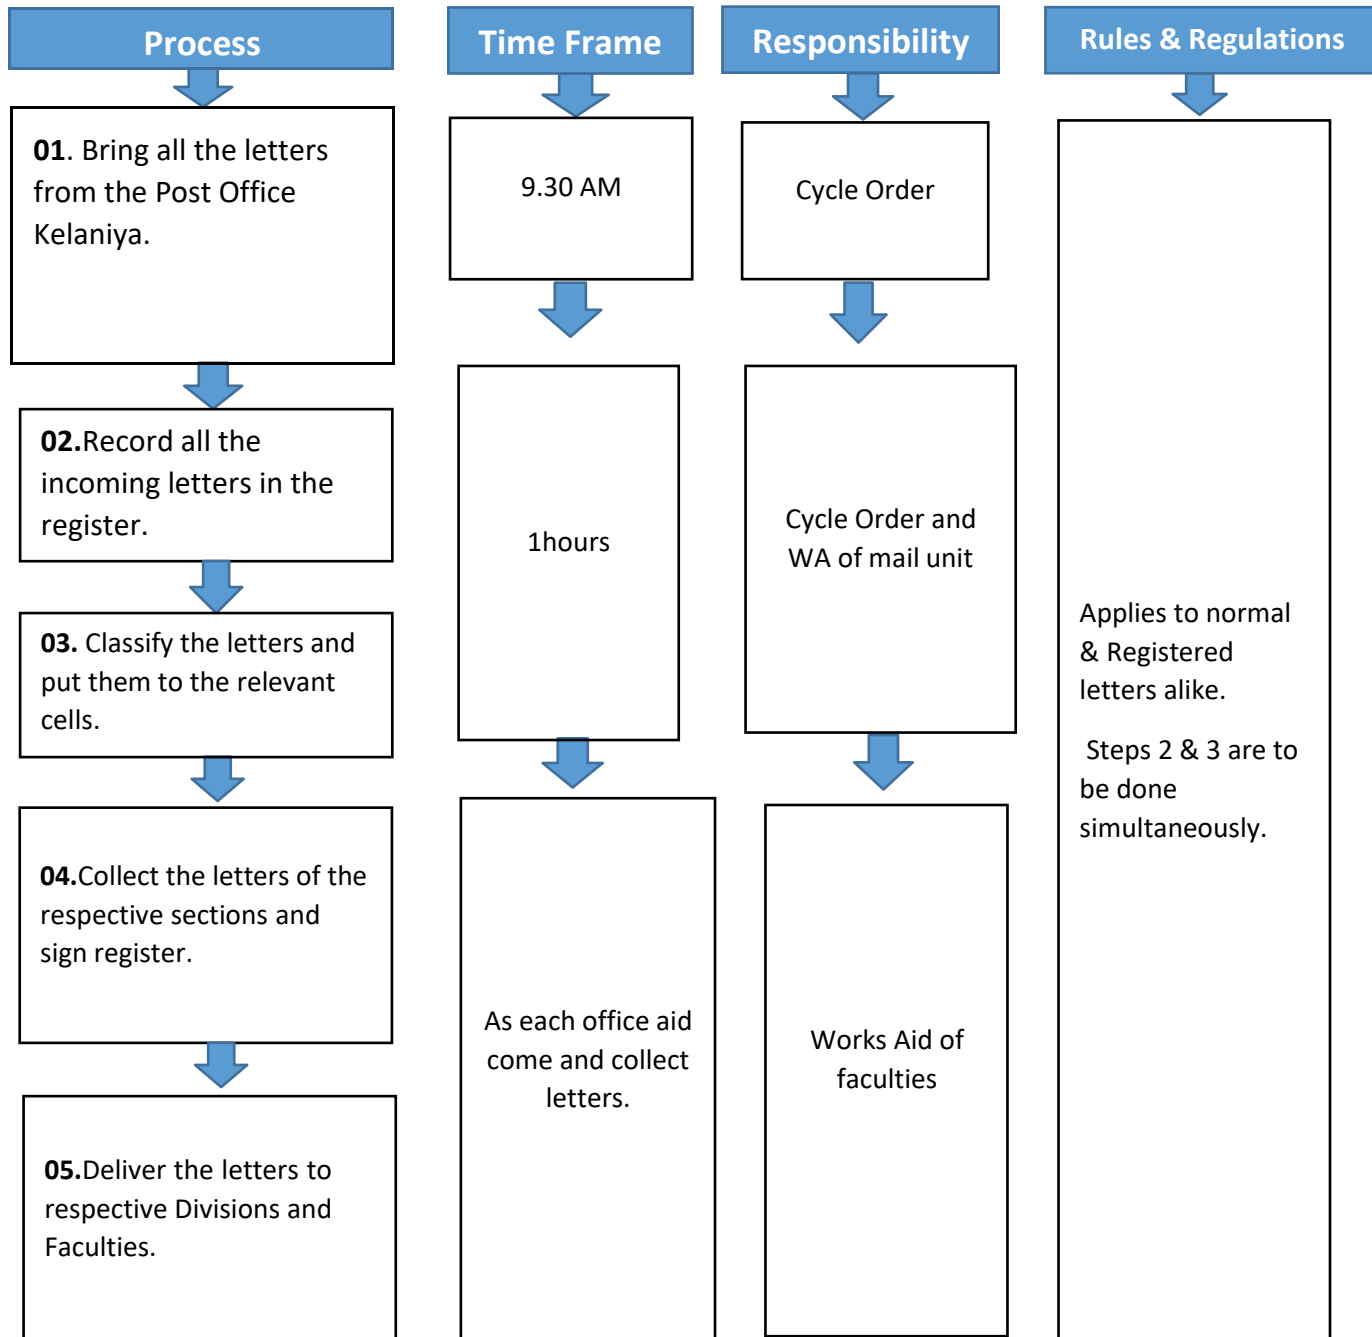 Process
Time Frame
Responsibility
Rules & Regulations
01. Bring all the letters
from the Post Office
Kelaniya.
9.30 AM
Cycle Order
02.Record all the
incoming letters in the
register.
03. Classify the letters and
put them to the relevant
cells.
1hours
Cycle Order and
WA of mail unit
Applies to normal
& Registered
letters alike.
Steps 2 & 3 are to
be done
simultaneously.
04.Collect the letters of the
respective sections and
sign register.
05.Deliver the letters to
respective Divisions and
Faculties.
As each office aid
come and collect
letters.
Works Aid of
faculties